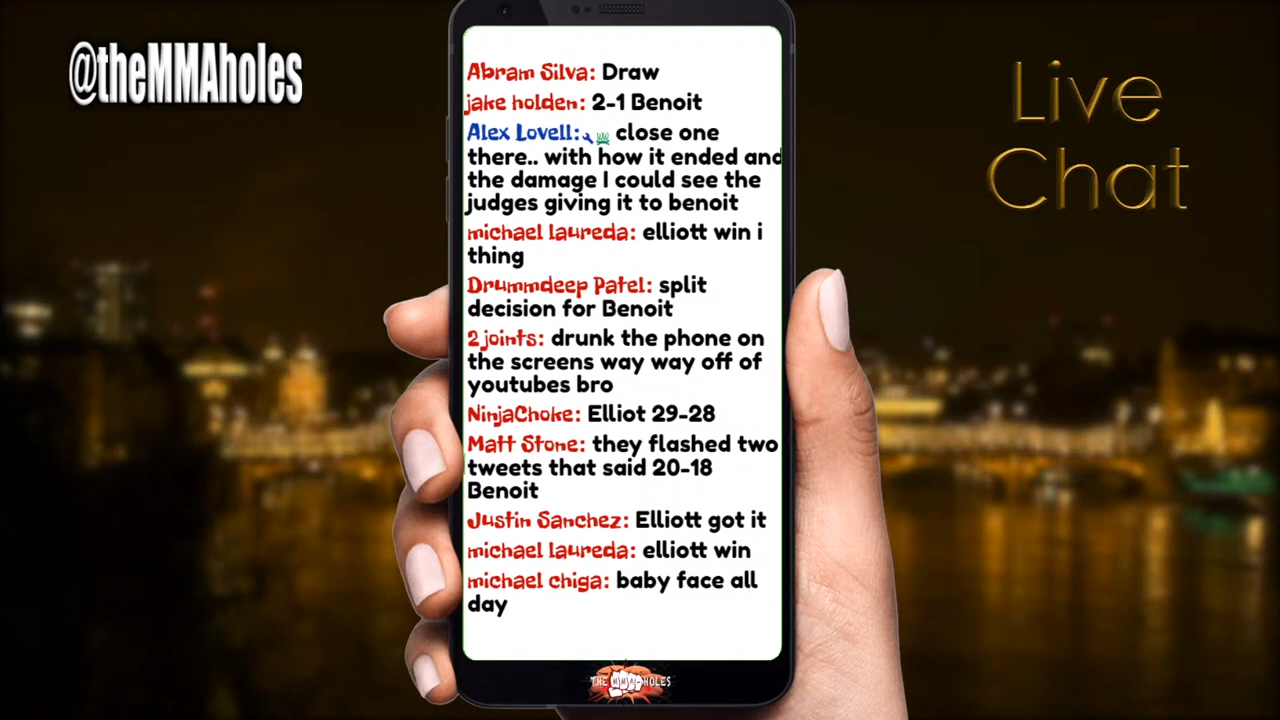 @theMMAholes
Live
Chat
Abram Silva: Draw
jake holden: 2-1 Benoit
Alex Lovell: close one
there.. with how it ended and
the damage I could see the
judges giving it to benoit
michael laureda: elliott win i
thing
Drummdeep Patel: split
decision for Benoit
2 joints: drunk the phone on
the screens way way off of
youtubes bro
NinjaChoke: Elliot 29-28
Matt Stone: they flashed two
tweets that said 20-18
Benoit
Justin Sanchez: Elliott got it
michael laureda: elliott win
michael chiga: baby face all
day
THE MMA-HOLES